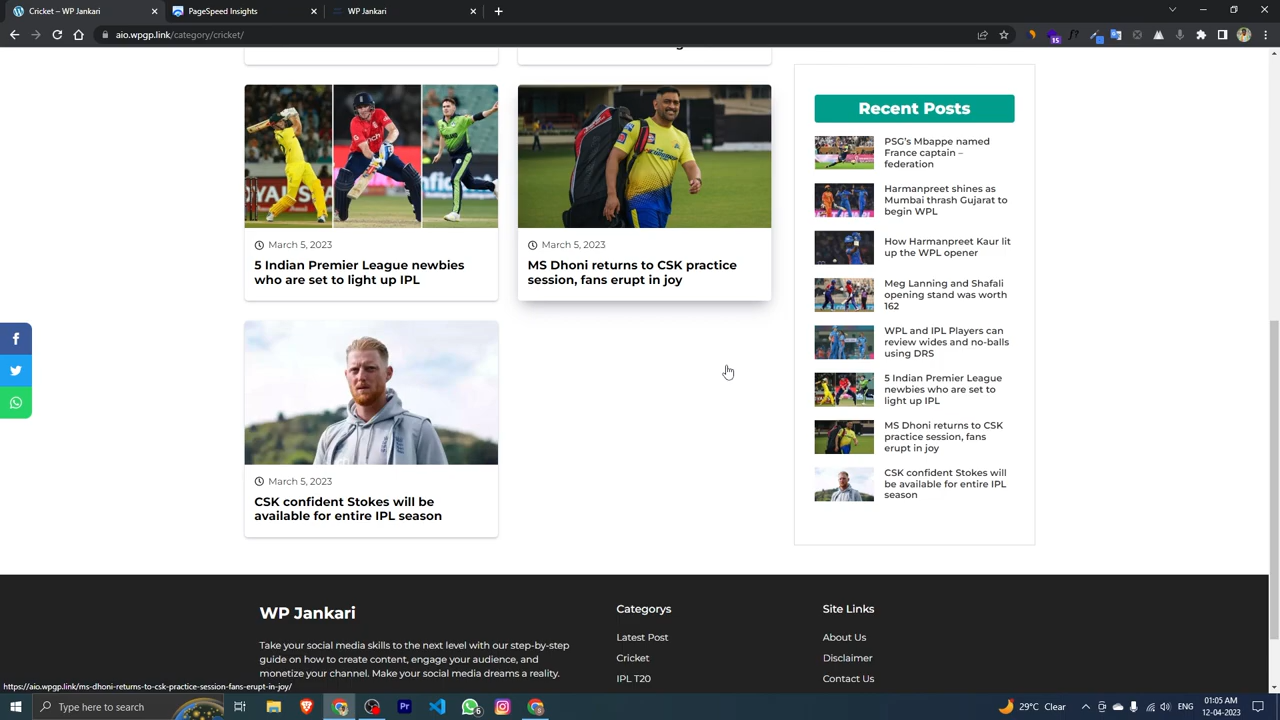 Cricket – WP Jankari
PageSpeed Insights
WP Jankari
aio.wpgp.link/category/cricket/
15
March 5, 2023
5 Indian Premier League newbies
who are set to light up IPL
March 5, 2023
MS Dhoni returns to CSK practice
session, fans erupt in joy
March 5, 2023
CSK confident Stokes will be
available for entire IPL season
Recent Posts
PSG’s Mbappe named
France captain –
federation
Harmanpreet shines as
Mumbai thrash Gujarat to
begin WPL
How Harmanpreet Kaur lit
up the WPL opener
Meg Lanning and Shafali
opening stand was worth
162
WPL and IPL Players can
review wides and no-balls
using DRS
5 Indian Premier League
newbies who are set to
light up IPL
MS Dhoni returns to CSK
practice session, fans
erupt in joy
CSK confident Stokes will
be available for entire IPL
season
WP Jankari
Take your social media skills to the next level with our step-by-step
guide on how to create content, engage your audience, and
monetize your channel. Make your social media dreams a reality.
Categorys
Latest Post
Cricket
IPL T20
Site Links
About Us
Disclaimer
Contact Us
https://aio.wpgp.link/ms-dhoni-returns-to-csk-practice-session-fans-erupt-in-joy/
Type here to search
Pr
29°C Clear
ENG
01:05 AM
12-04-2023